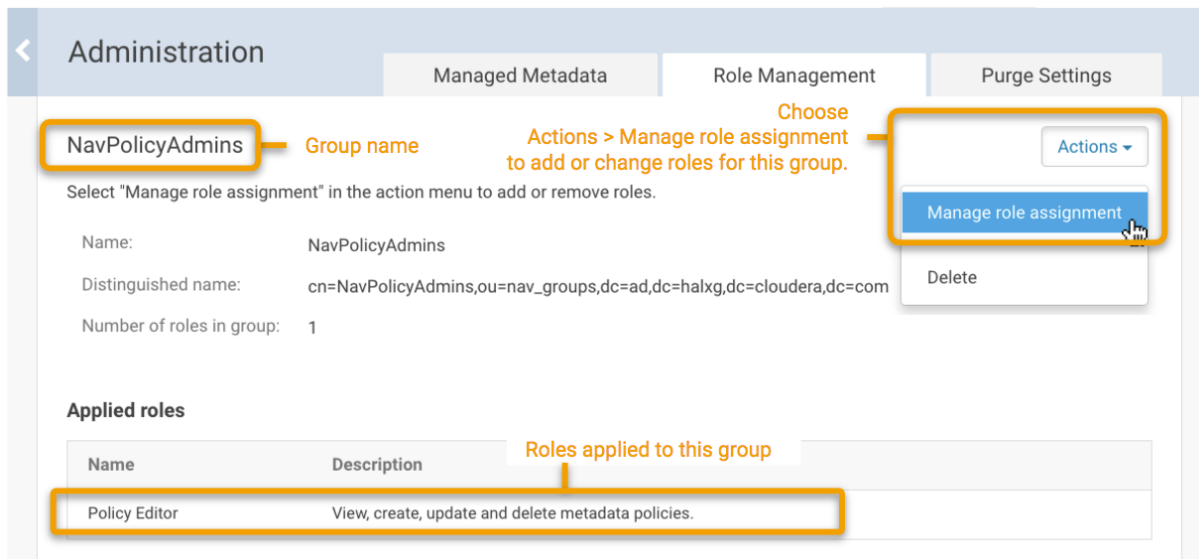 Administration
Managed Metadata
Role Management
Purge Settings
NavPolicyAdmins
Group name
Choose
Actions > Manage role assignment
to add or change roles for this group.
Actions
Select "Manage role assignment" in the action menu to add or remove roles.
Manage role assignment
Delete
Name: NavPolicyAdmins
Distinguished name: cn=NavPolicyAdmins,ou=nav_groups,dc=ad,dc=halxg,dc=cloudera,dc=com
Number of roles in group: 1
Applied roles
Roles applied to this group
Name Description
Policy Editor View, create, update and delete metadata policies.